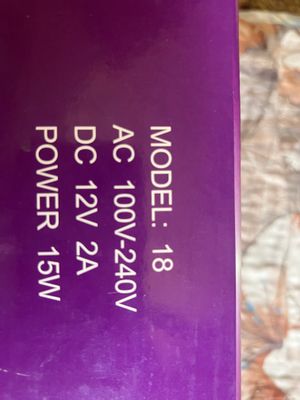 MODEL: 18
AC 100V-240V
DC 12V 2A
POWER 15W